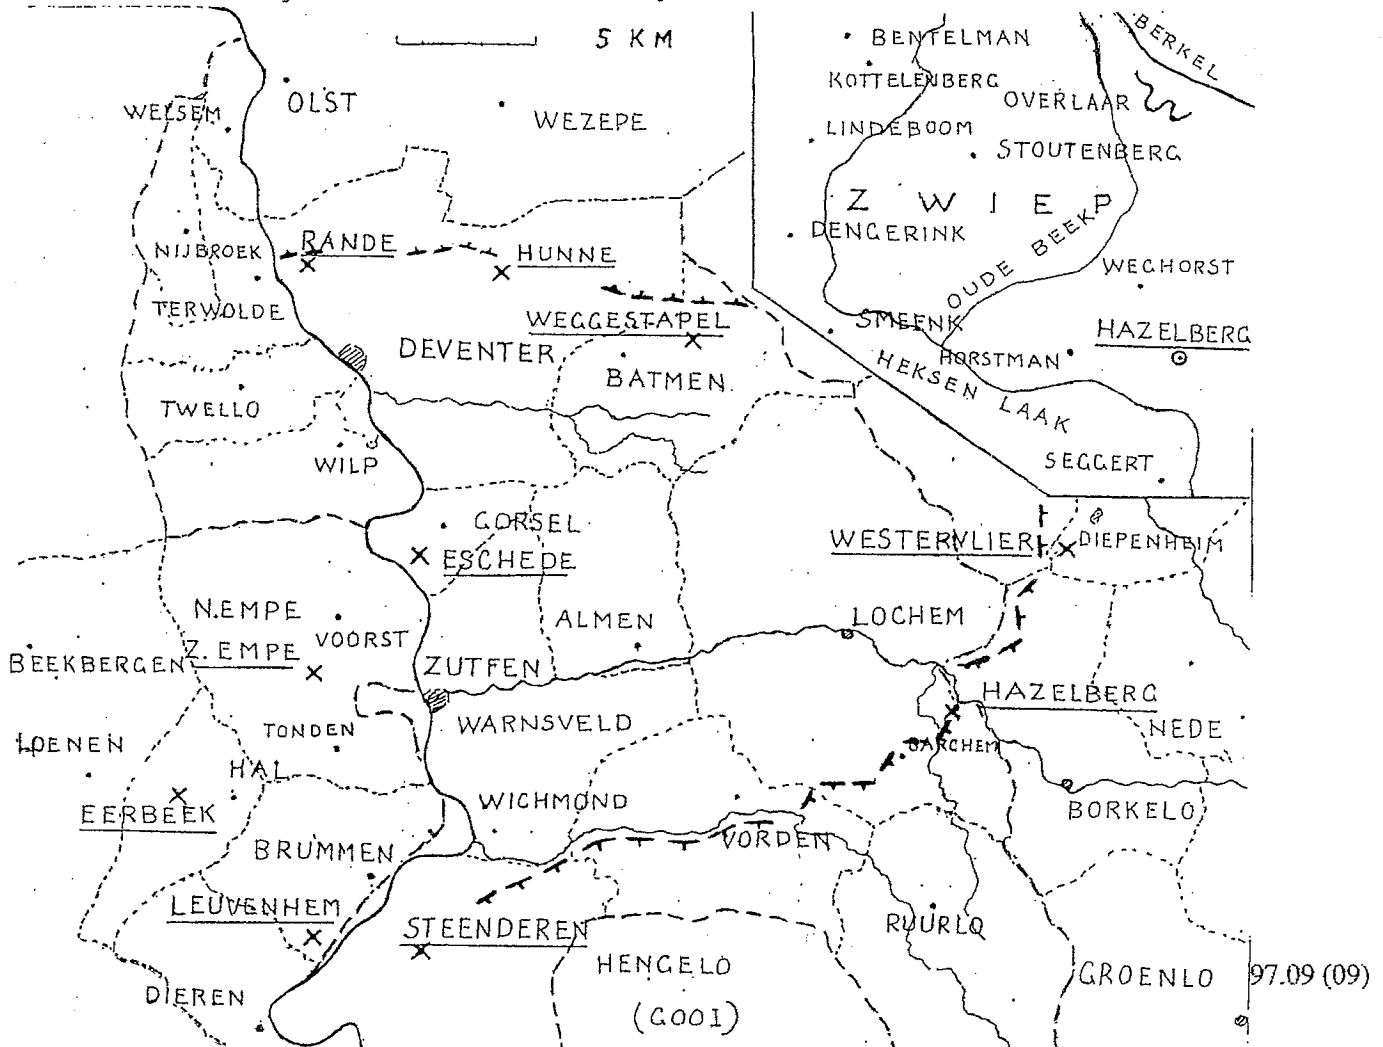 5 KM
BERKEL
BENTELMAN
KOTTELENBERG
OVERLAAR
OLST
WELSEM
WEZEPE
LINDEBOOM
STOUTENBERG
Z W I E P
DENGERINK
OUDE BEEK
NIJBROEK
RANDE
HUNNE
WEGHORST
TERWOLDE
WEGGESTAPEL
SMEENK
HAZELBERG
DEVENTER
HORSTMAN
BATMEN
HEKSEN LAAK
TWELLO
WILP
SEGGERT
GORSEL
WESTERVLIER
DIEPENHEIM
ESCHEDE
N.EMPE
ALMEN
LOCHEM
VOORST
BEEKBERGEN
Z. EMPE
ZUTFEN
HAZELBERG
WARNSVELD
TONDEN
NEDE
LOENEN
BARCHEM
HAL
WICHMOND
BORKELO
EERBEEK
VORDEN
BRUMMEN
LEUVENHEM
STEENDEREN
RUURLO
HENGELO
GROENLO
97.09 (09)
DIEREN
(GOOI)